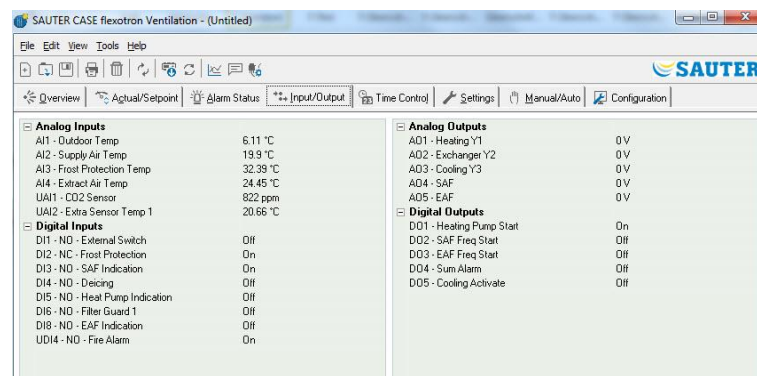 SAUTER CASE flexotron Ventilation - (Untitled)
File Edit View Tools Help
SAUTER
Overview Actual/Setpoint Alarm Status Input/Output Time Control Settings Manual/Auto Configuration
Analog Inputs
AI1 - Outdoor Temp 6.11 °C
AI2 - Supply Air Temp 19.9 °C
AI3 - Frost Protection Temp 32.39 °C
AI4 - Extract Air Temp 24.45 °C
UAI1 - CO2 Sensor 822 ppm
UAI2 - Extra Sensor Temp 1 20.66 °C
Digital Inputs
DI1 - NO - External Switch Off
DI2 - NC - Frost Protection On
DI3 - NO - SAF Indication On
DI4 - NO - Deicing Off
DI5 - NO - Heat Pump Indication Off
DI6 - NO - Filter Guard 1 Off
DI8 - NO - EAF Indication Off
UDI4 - NO - Fire Alarm On
Analog Outputs
AO1 - Heating Y1 0 V
AO2 - Exchanger Y2 0 V
AO3 - Cooling Y3 0 V
AO4 - SAF 0 V
AO5 - EAF 0 V
Digital Outputs
DO1 - Heating Pump Start On
DO2 - SAF Freq Start Off
DO3 - EAF Freq Start Off
DO4 - Sum Alarm Off
DO5 - Cooling Activate Off